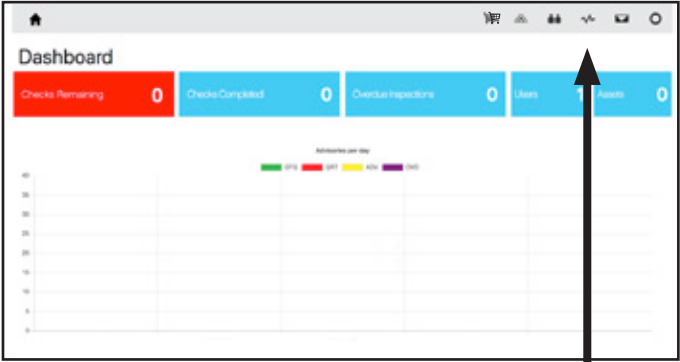 Dashboard
Checks Remaining 0
Checks Completed 0
Overdue Inspections 0
Users 1
Assets 0
Advisories per day
40
35
30
25
20
15
10
5
0